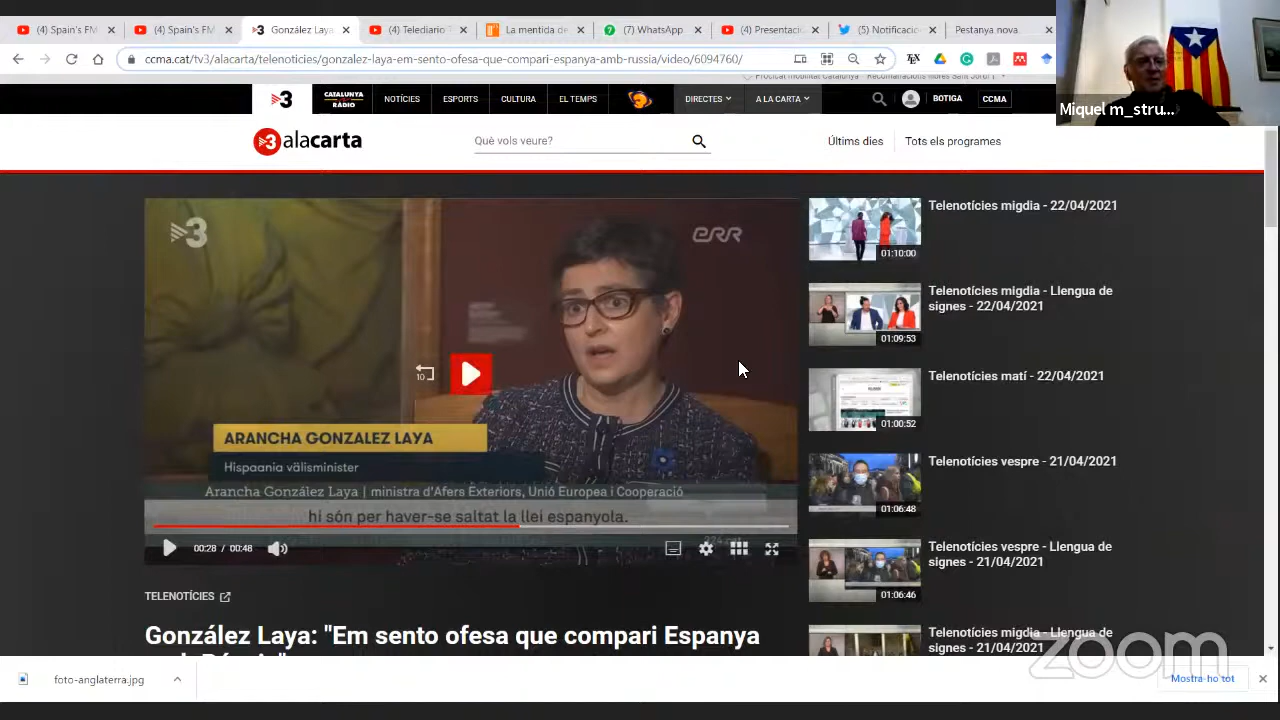 (4) Spain's FM
(4) Spain's FM
González Laya
(4) Telediario
La mentida de
(7) WhatsApp
(4) Presentaci
(5) Notificacio
Pestanya nova
ccma.cat/tv3/alacarta/telenoticies/gonzalez-laya-em-sento-ofesa-que-compari-espanya-amb-russia/video/6094760/
Miquel m_stru...
3
CATALUNYA RÀDIO
NOTÍCIES
ESPORTS
CULTURA
EL TEMPS
DIRECTES
A LA CARTA
BOTIGA
CCMA
3 alacarta
Què vols veure?
Últims dies
Tots els programes
3
err
ARANCHA GONZALEZ LAYA
Hispaania välisminister
Arancha González Laya | ministra d'Afers Exteriors, Unió Europea i Cooperació
hi són per haver-se saltat la llei espanyola.
10
00:28 / 00:48
TELENOTÍCIES
González Laya: "Em sento ofesa que compari Espanya
Telenotícies migdia - 22/04/2021
01:10:00
Telenotícies migdia - Llengua de
signes - 22/04/2021
01:09:53
Telenotícies matí - 22/04/2021
01:00:52
Telenotícies vespre - 21/04/2021
01:06:48
Telenotícies vespre - Llengua de
signes - 21/04/2021
01:06:46
Telenotícies migdia - Llengua de
signes - 21/04/2021
zoom
foto-anglaterra.jpg
Mostra-ho tot